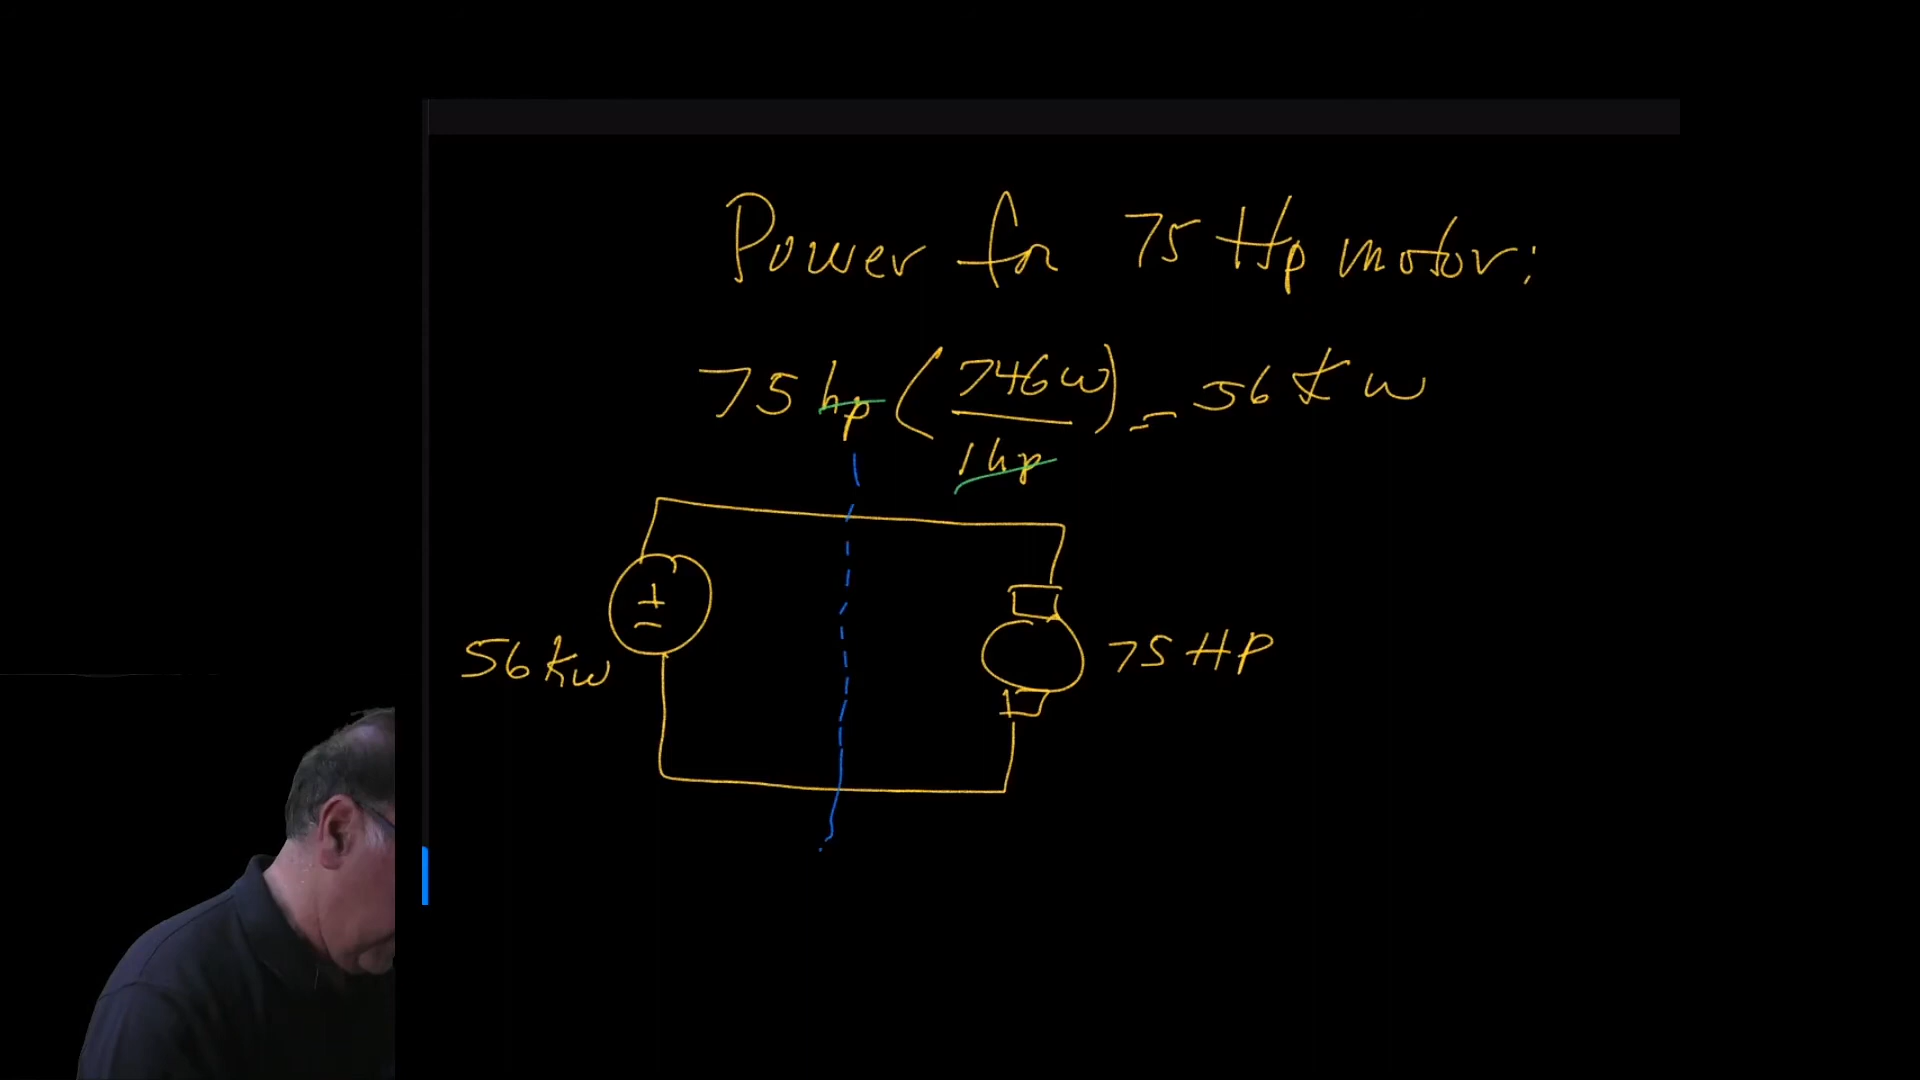 Power for 75 Hp motor:
75 hp (746 W / 1 hp) = 56 KW
+
−
56 KW
75 HP